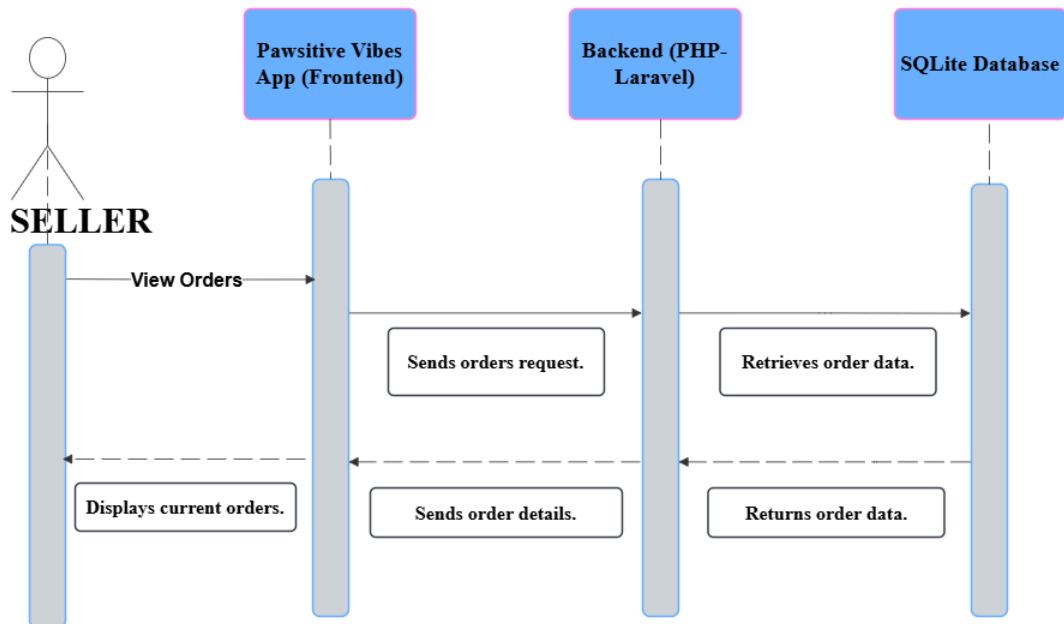 Pawsitive Vibes
App (Frontend)
Backend (PHP-
Laravel)
SQLite Database
SELLER
View Orders
Sends orders request.
Retrieves order data.
Displays current orders.
Sends order details.
Returns order data.